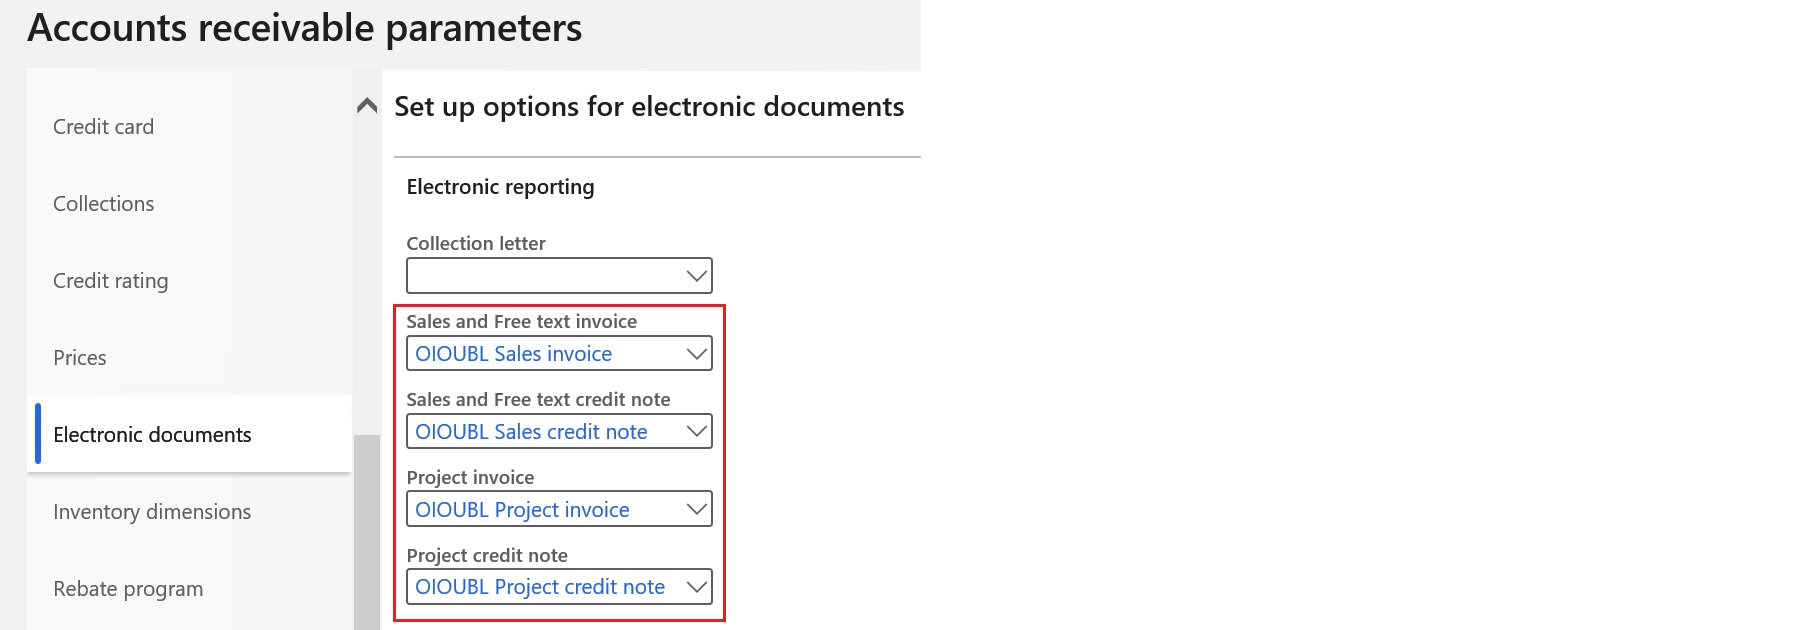 Accounts receivable parameters
Credit card
Collections
Credit rating
Prices
Electronic documents
Inventory dimensions
Rebate program
Set up options for electronic documents
Electronic reporting
Collection letter
Sales and Free text invoice
OIOUBL Sales invoice
Sales and Free text credit note
OIOUBL Sales credit note
Project invoice
OIOUBL Project invoice
Project credit note
OIOUBL Project credit note